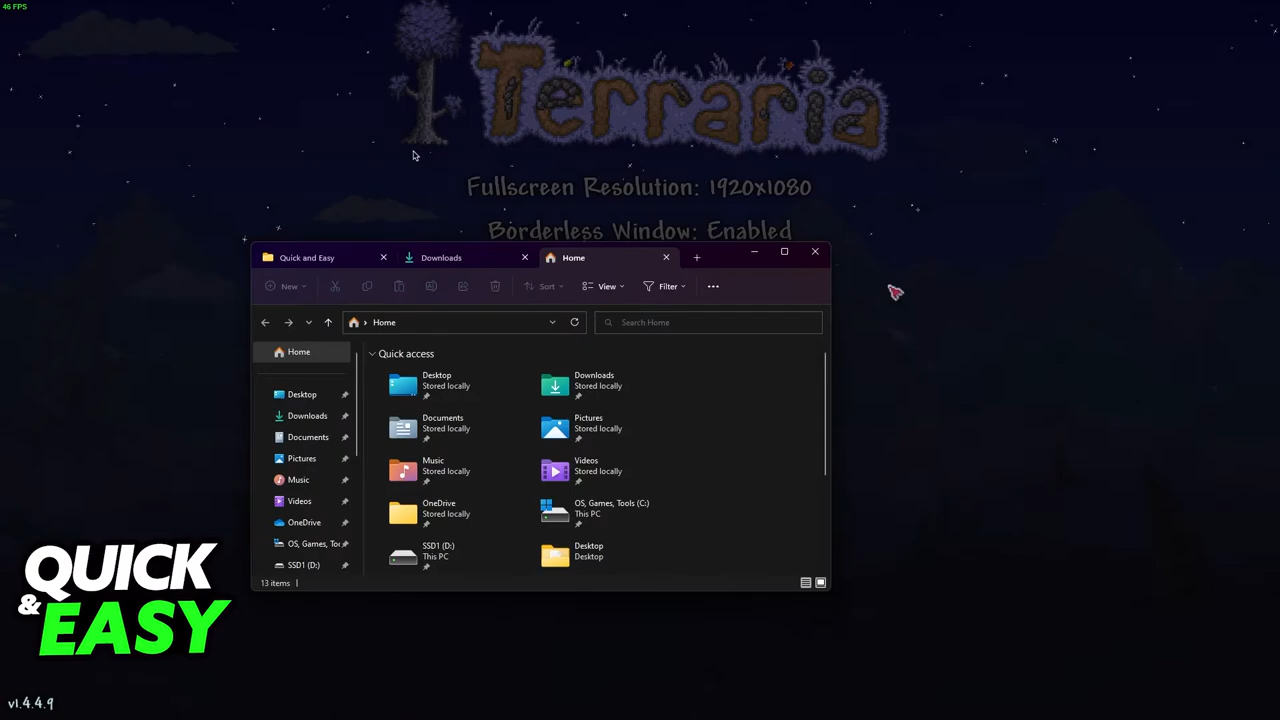 46 FPS
Terraria
Fullscreen Resolution: 1920x1080
Borderless Window: Enabled
Quick and Easy
Downloads
Home
New
Sort
View
Filter
Home
Search Home
Home
Quick access
Desktop
Downloads
Documents
Pictures
Music
Videos
OneDrive
OS, Games, Too
SSD1 (D:)
Desktop
Stored locally
Downloads
Stored locally
Documents
Stored locally
Pictures
Stored locally
Music
Stored locally
Videos
Stored locally
OneDrive
Stored locally
OS, Games, Tools (C:)
This PC
SSD1 (D:)
This PC
Desktop
Desktop
13 items
QUICK
& EASY
v1.4.4.9